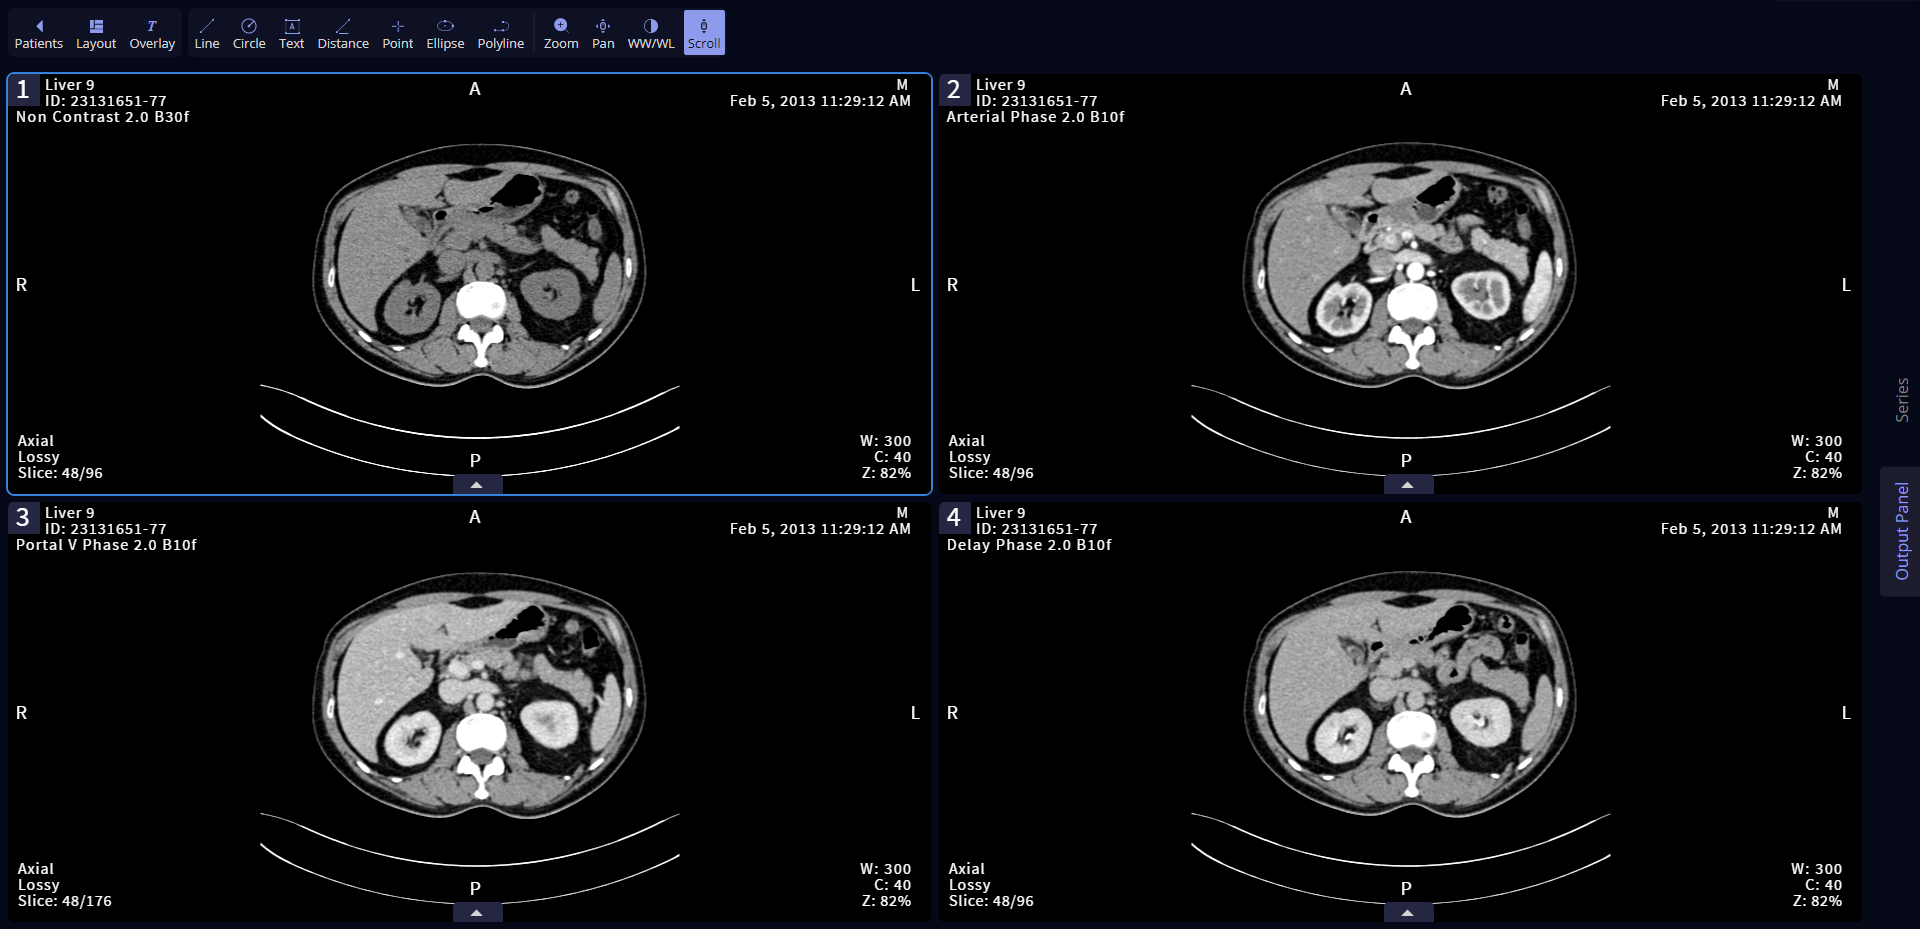 Patients Layout Overlay Line Circle Text Distance Point Ellipse Polyline Zoom Pan WW/WL Scroll
1
Liver 9
ID: 23131651-77
Non Contrast 2.0 B30f
A
M
Feb 5, 2013 11:29:12 AM
R
L
Axial
Lossy
Slice: 48/96
P
W: 300
C: 40
Z: 82%
2
Liver 9
ID: 23131651-77
Arterial Phase 2.0 B10f
A
M
Feb 5, 2013 11:29:12 AM
R
L
Axial
Lossy
Slice: 48/96
P
W: 300
C: 40
Z: 82%
3
Liver 9
ID: 23131651-77
Portal V Phase 2.0 B10f
A
M
Feb 5, 2013 11:29:12 AM
R
L
Axial
Lossy
Slice: 48/176
P
W: 300
C: 40
Z: 82%
4
Liver 9
ID: 23131651-77
Delay Phase 2.0 B10f
A
M
Feb 5, 2013 11:29:12 AM
R
L
Axial
Lossy
Slice: 48/96
P
W: 300
C: 40
Z: 82%
Series
Output Panel